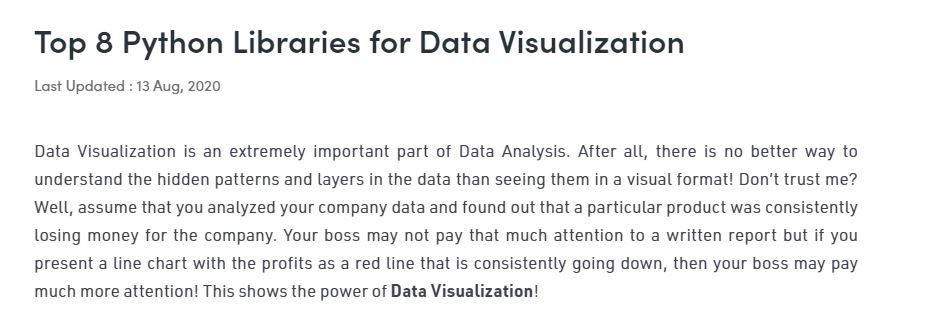 Top 8 Python Libraries for Data Visualization
Last Updated : 13 Aug, 2020
Data Visualization is an extremely important part of Data Analysis. After all, there is no better way to
understand the hidden patterns and layers in the data than seeing them in a visual format! Don’t trust me?
Well, assume that you analyzed your company data and found out that a particular product was consistently
losing money for the company. Your boss may not pay that much attention to a written report but if you
present a line chart with the profits as a red line that is consistently going down, then your boss may pay
much more attention! This shows the power of Data Visualization!